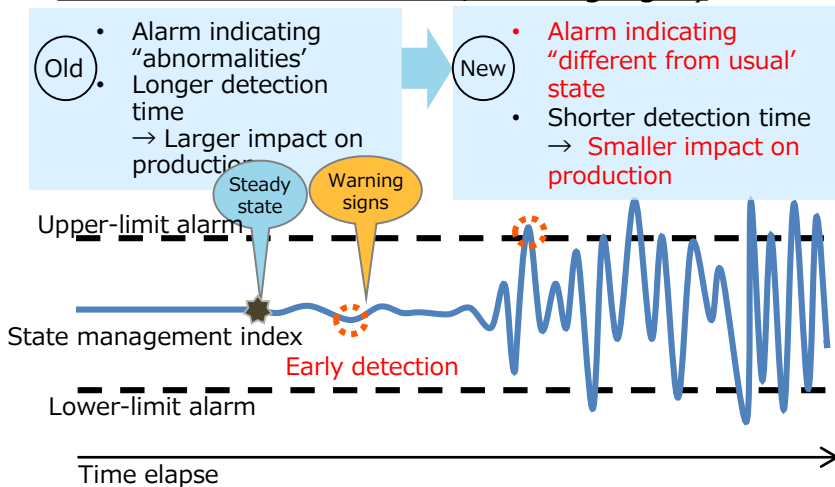 Old
• Alarm indicating
“abnormalities’
• Longer detection
time
→ Larger impact on
production
New
• Alarm indicating
“different from usual’
state
• Shorter detection time
→ Smaller impact on
production
Steady
state
Warning
signs
Upper-limit alarm
State management index
Early detection
Lower-limit alarm
Time elapse